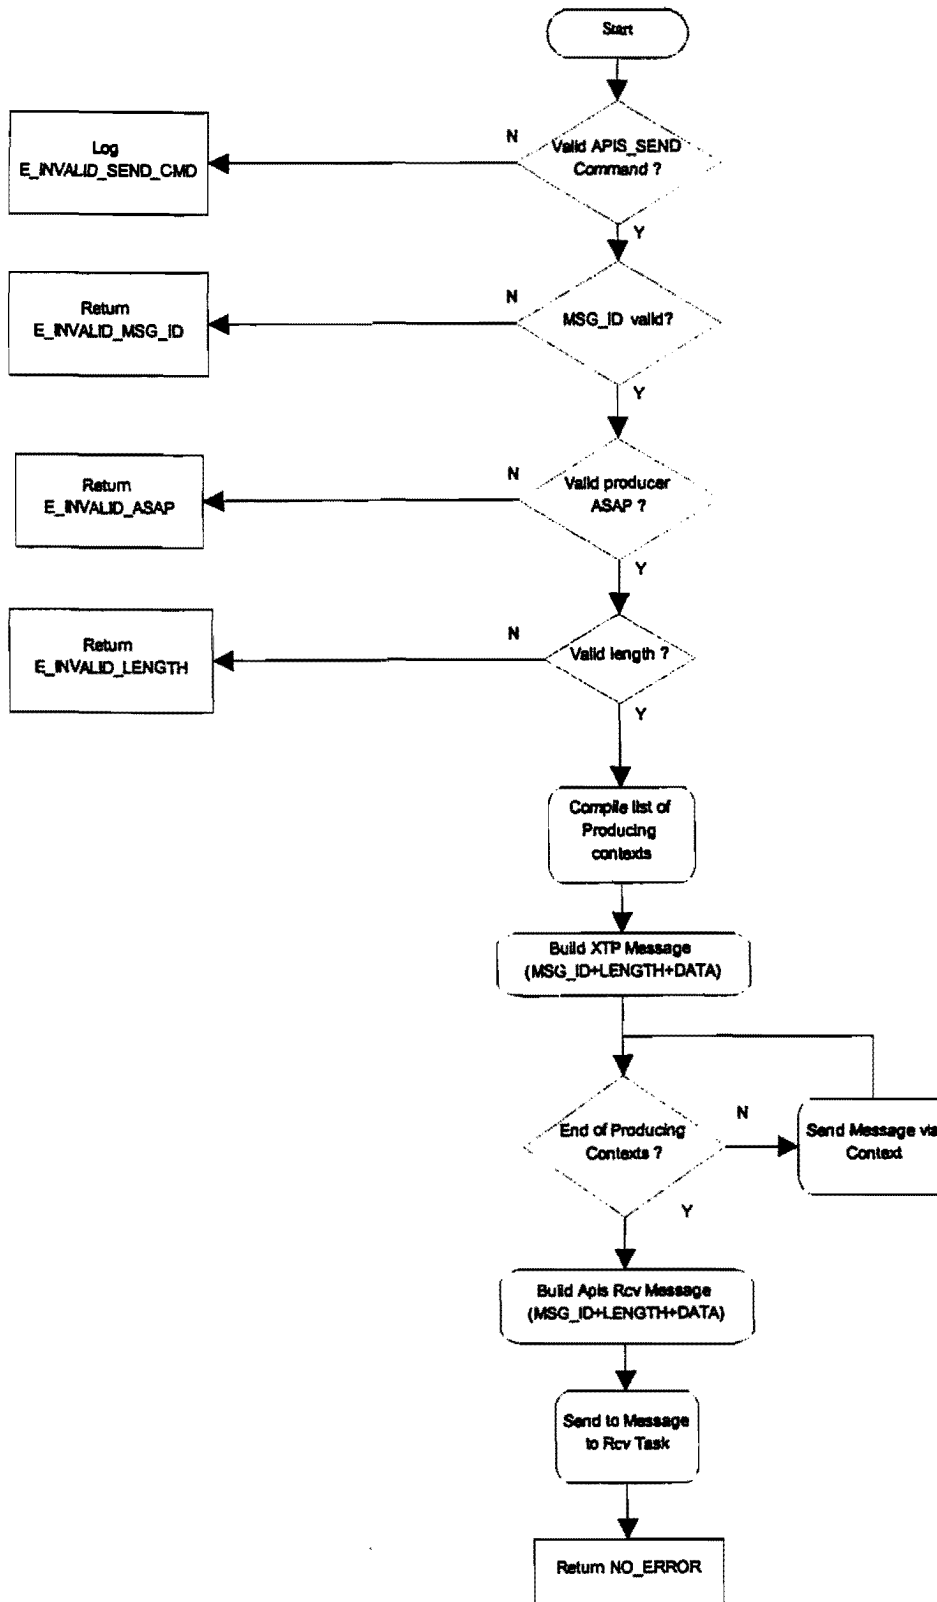 Start
Valid APIS_SEND
Command ?
N
Log
E_INVALID_SEND_CMD
Y
MSG_ID valid?
N
Return
E_INVALID_MSG_ID
Y
Valid producer
ASAP ?
N
Return
E_INVALID_ASAP
Y
Valid length ?
N
Return
E_INVALID_LENGTH
Y
Compile list of
Producing
contexts
Build XTP Message
(MSG_ID+LENGTH+DATA)
End of Producing
Contexts ?
N
Send Message via
Context
Y
Build Apis Rcv Message
(MSG_ID+LENGTH+DATA)
Send to Message
to Rcv Task
Return NO_ERROR